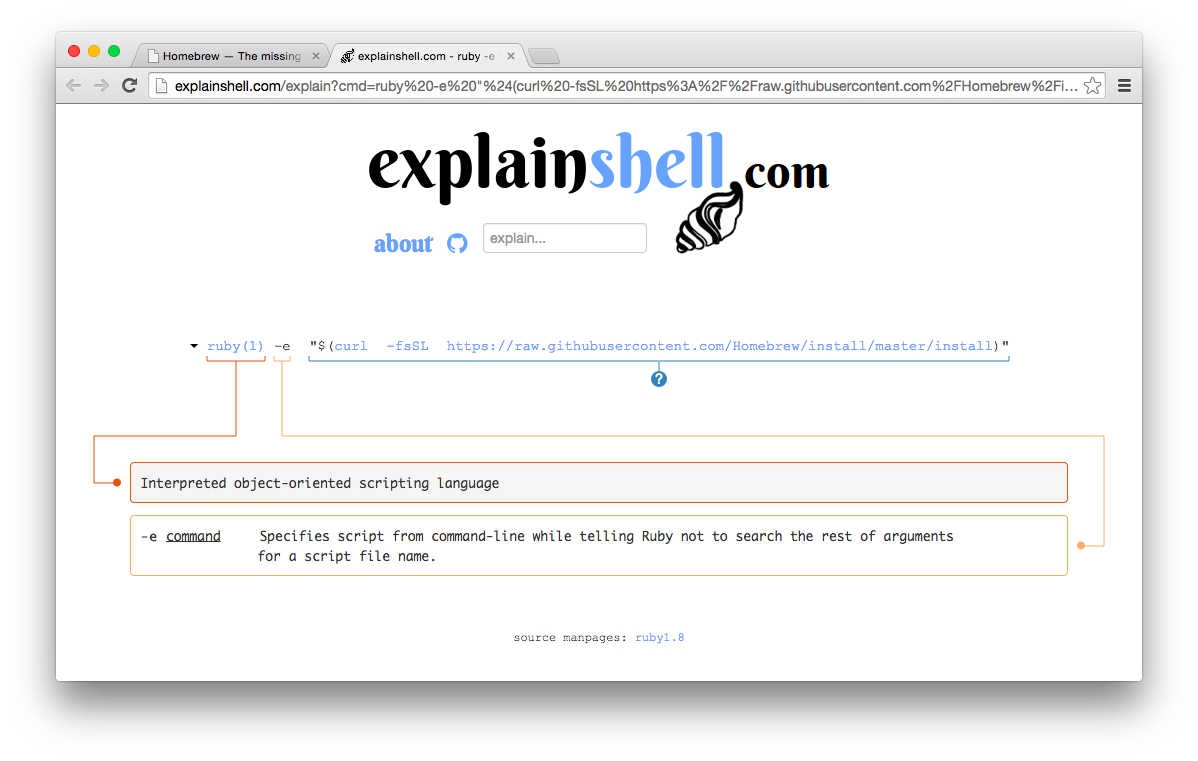 Homebrew — The missing
explainshell.com - ruby -e
explainshell.com/explain?cmd=ruby%20-e%20"%24(curl%20-fsSL%20https%3A%2F%2Fraw.githubusercontent.com%2FHomebrew%2Fi...
explainshell.com
about
explain...
ruby(1) -e "$(curl -fsSL https://raw.githubusercontent.com/Homebrew/install/master/install)"
?
Interpreted object-oriented scripting language
-e command Specifies script from command-line while telling Ruby not to search the rest of arguments
for a script file name.
source manpages: ruby1.8